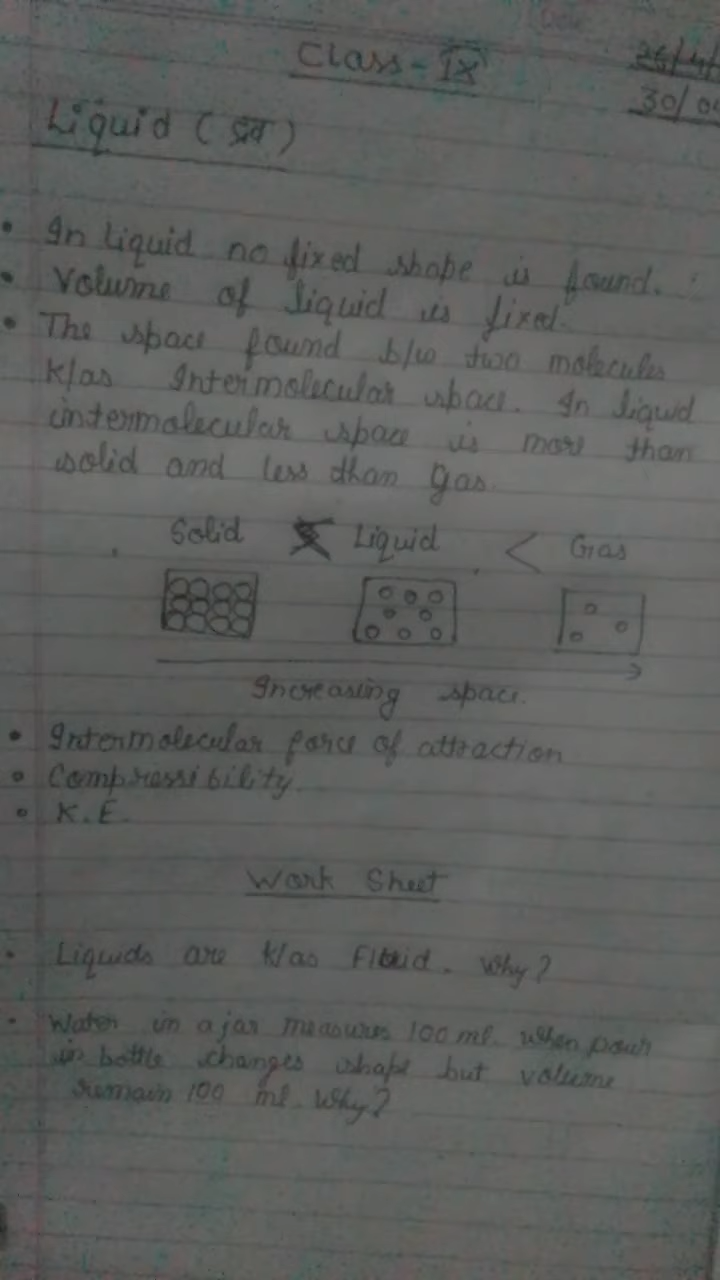 Class - IX
30/0
Liquid (द्रव)
• In liquid no fixed shape is found.
• Volume of liquid is fixed.
• The space found b/w two molecules
k/as Intermolecular space. In liquid
intermolecular space is more than
solid and less than gas.
Solid < Liquid < Gas
Increasing space.
• Intermolecular force of attraction
• Compressibility.
• K.E.
Work Sheet
• Liquids are k/as Fluid. Why?
• Water in a jar measures 100 ml. when pour
in bottle changes shape but volume
remain 100 ml. Why?